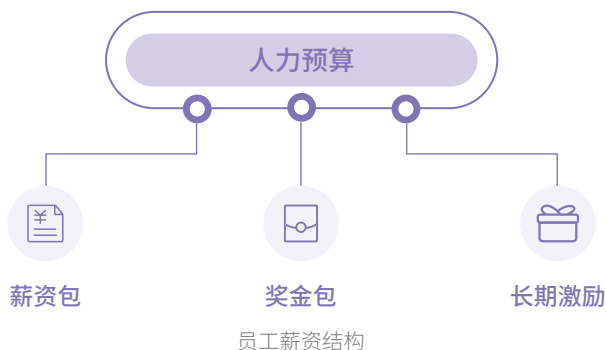 人力预算
薪资包
奖金包
长期激励
员工薪资结构